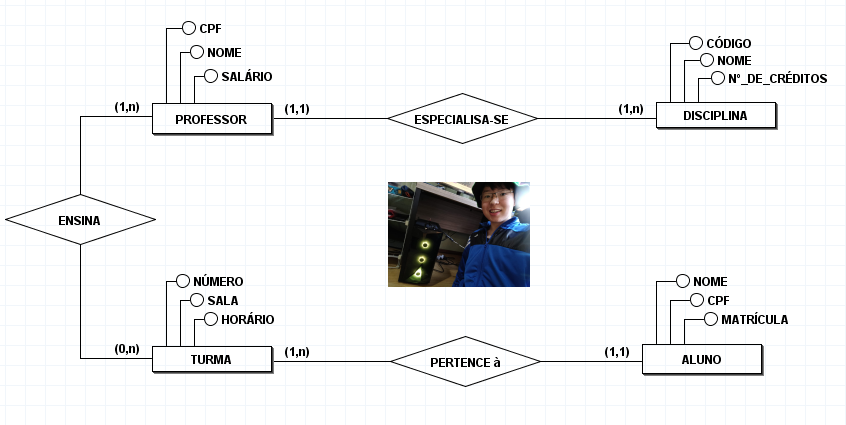 CPF
NOME
SALÁRIO
(1,n)
PROFESSOR
(1,1)
ESPECIALISA-SE
(1,n)
CÓDIGO
NOME
Nº_DE_CRÉDITOS
DISCIPLINA
ENSINA
NÚMERO
SALA
HORÁRIO
(0,n)
TURMA
(1,n)
PERTENCE à
(1,1)
NOME
CPF
MATRÍCULA
ALUNO